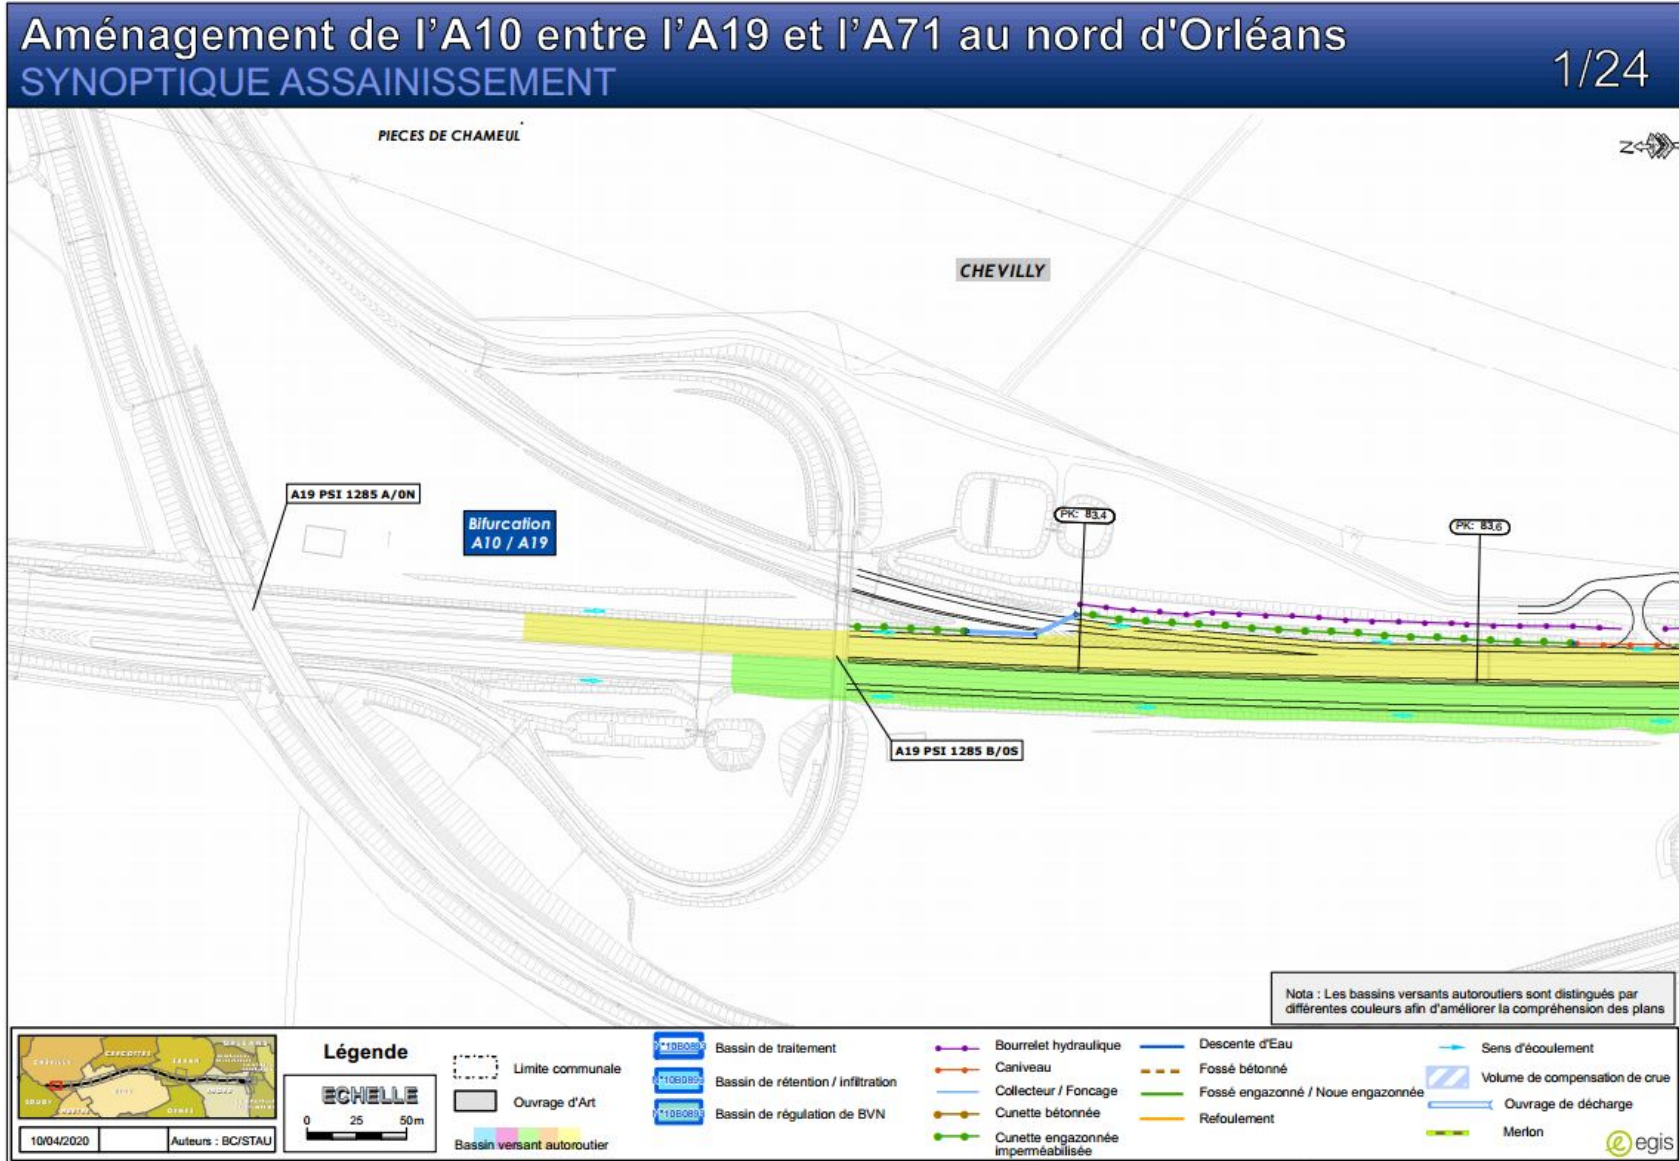 Aménagement de l'A10 entre l'A19 et l'A71 au nord d'Orléans
SYNOPTIQUE ASSAINISSEMENT
1/24
PIECES DE CHAMEUL
N
CHEVILLY
A19 PSI 1285 A/0N
Bifurcation
A10 / A19
PK: 83.4
PK: 83.6
A19 PSI 1285 B/0S
Nota : Les bassins versants autoroutiers sont distingués par
différentes couleurs afin d'améliorer la compréhension des plans
10/04/2020
Auteurs : BC/STAU
Légende
ECHELLE
0 25 50m
Limite communale
Ouvrage d'Art
Bassin versant autoroutier
Bassin de traitement
Bassin de rétention / infiltration
Bassin de régulation de BVN
Bourrelet hydraulique
Caniveau
Collecteur / Foncage
Cunette bétonnée
Cunette engazonnée
imperméabilisée
Descente d'Eau
Fossé bétonné
Fossé engazonné / Noue engazonnée
Refoulement
Sens d'écoulement
Volume de compensation de crue
Ouvrage de décharge
Merlon
egis